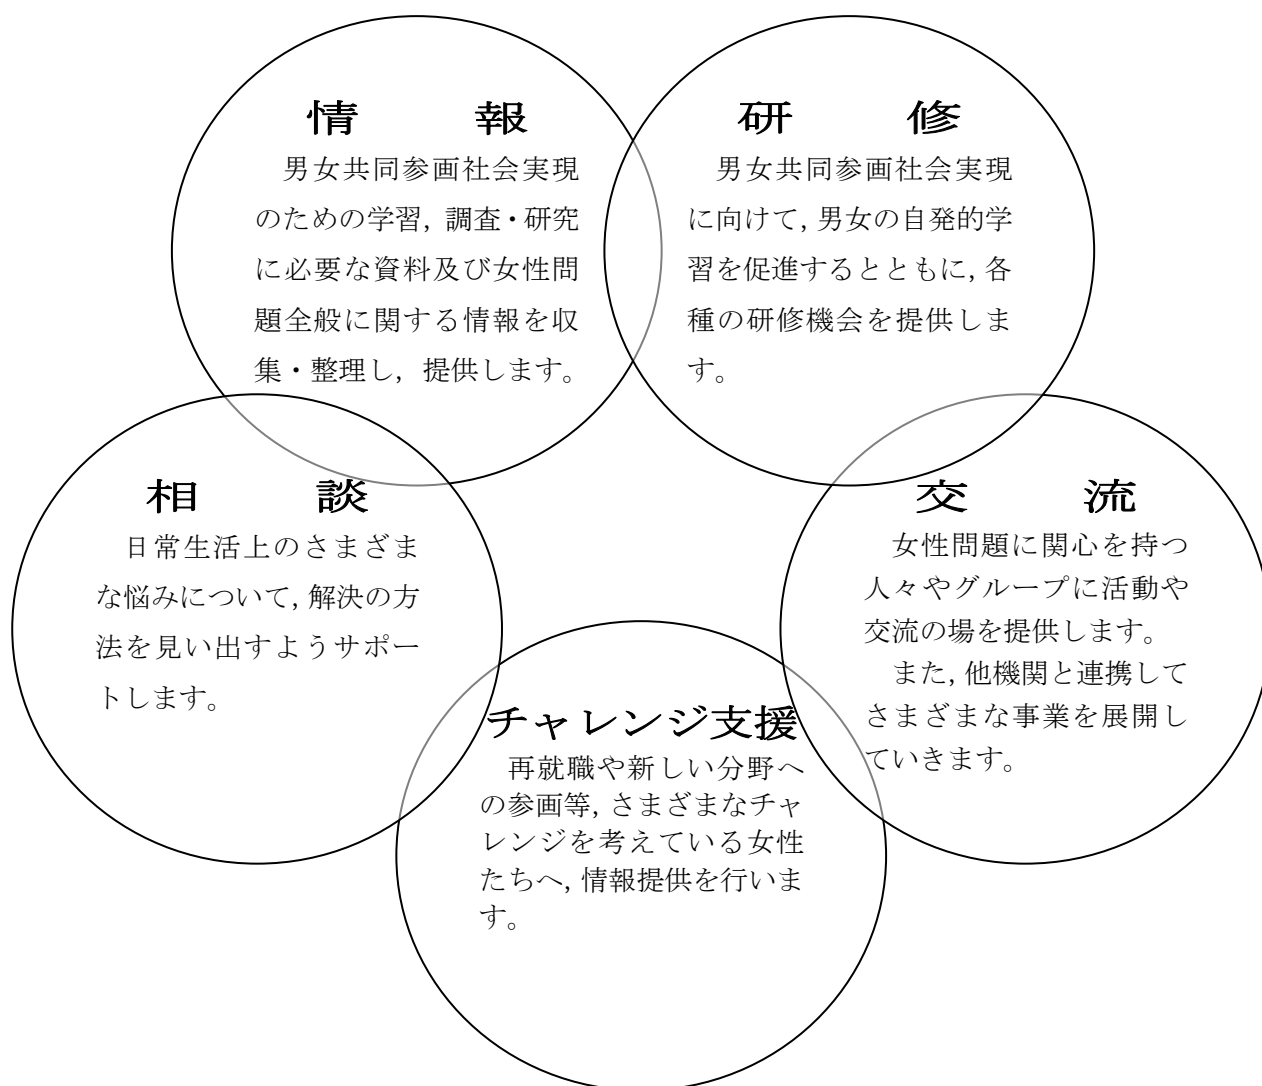 情　報
男女共同参画社会実現
のための学習，調査・研究
に必要な資料及び女性問
題全般に関する情報を収
集・整理し，提供します。
研　修
男女共同参画社会実現
に向けて，男女の自発的学
習を促進するとともに，各
種の研修機会を提供しま
す。
相　談
日常生活上のさまざま
な悩みについて，解決の方
法を見い出すようサポー
トします。
交　流
女性問題に関心を持つ
人々やグループに活動や
交流の場を提供します。
また，他機関と連携して
さまざまな事業を展開し
ていきます。
チャレンジ支援
再就職や新しい分野へ
の参画等，さまざまなチャ
レンジを考えている女性
たちへ，情報提供を行いま
す。